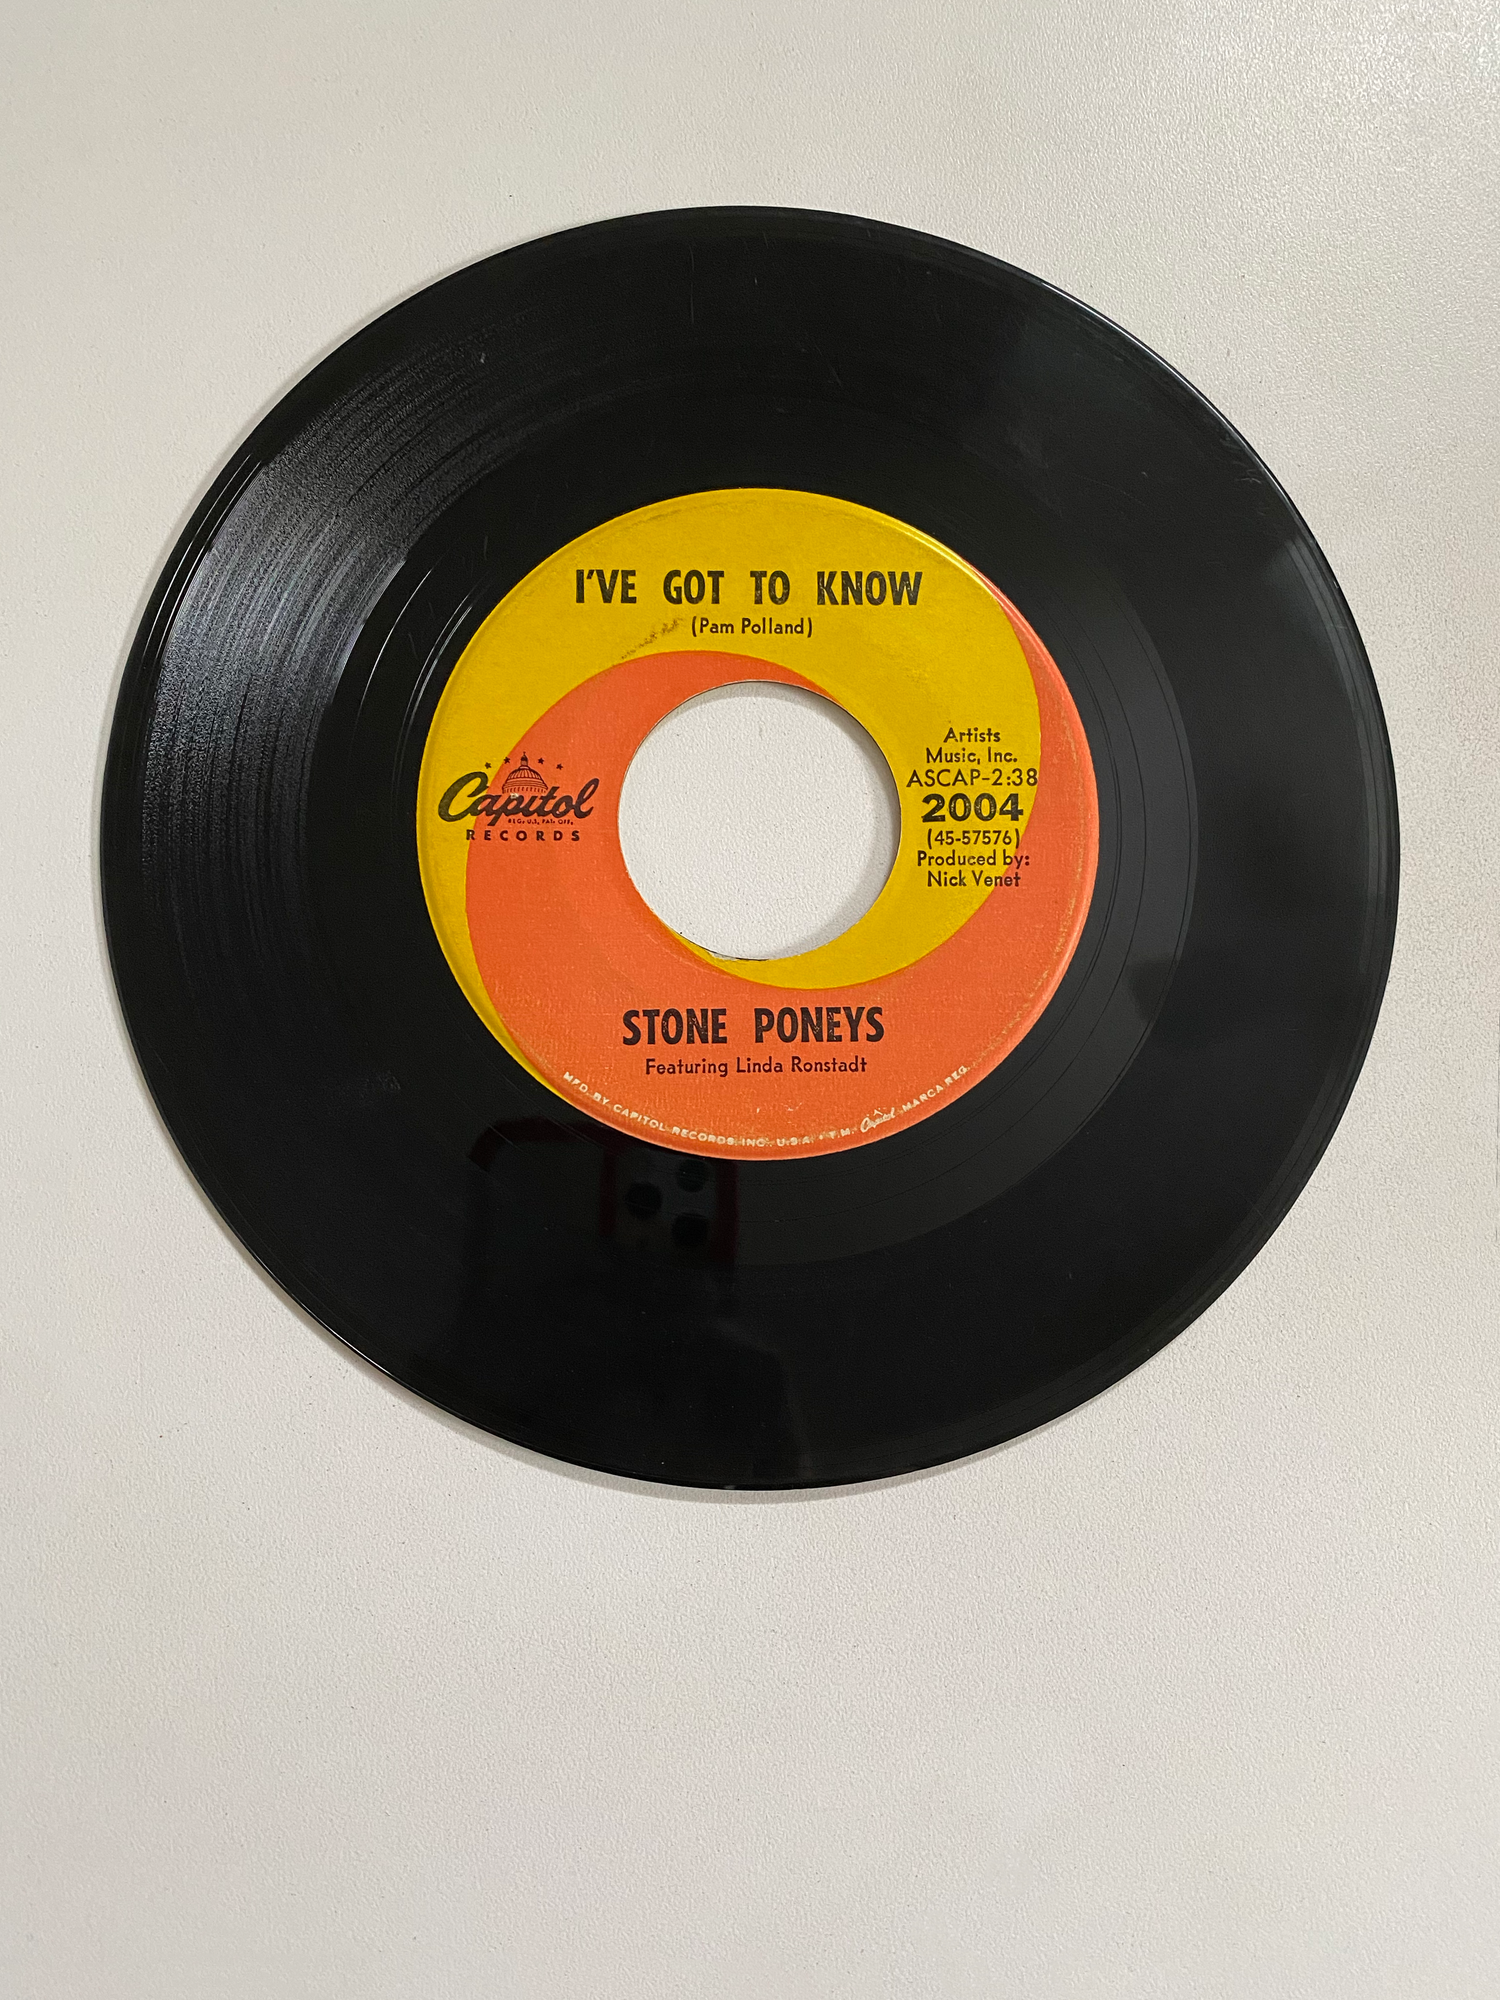 I'VE GOT TO KNOW
(Pam Polland)
Capitol
REG. U.S. PAT. OFF.
RECORDS
Artists
Music, Inc.
ASCAP-2:38
2004
(45-57576)
Produced by:
Nick Venet
STONE PONEYS
Featuring Linda Ronstadt
MFD. BY CAPITOL RECORDS, INC. U.S.A. • T.M. Capitol MARCA REG.